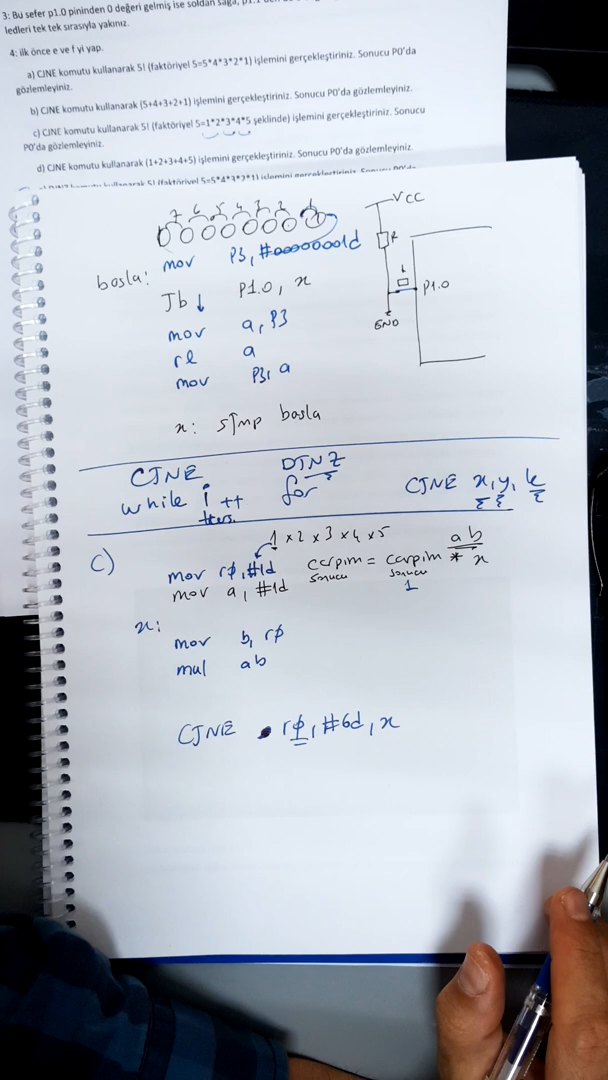 3: Bu sefer p1.0 pininden 0 değeri gelmiş ise soldan sağa, p1.1
ledleri tek tek sırasıyla yakınız.
4: ilk önce e ve f yi yap.
a) CJNE komutu kullanarak 5! (faktöriyel 5=5*4*3*2*1) işlemini gerçekleştiriniz. Sonucu P0'da
gözlemleyiniz.
b) CJNE komutu kullanarak (5+4+3+2+1) işlemini gerçekleştiriniz. Sonucu P0'da gözlemleyiniz.
c) CJNE komutu kullanarak 5! (faktöriyel 5=1*2*3*4*5 şeklinde) işlemini gerçekleştiriniz. Sonucu
P0'da gözlemleyiniz.
d) CJNE komutu kullanarak (1+2+3+4+5) işlemini gerçekleştiriniz. Sonucu P0'da gözlemleyiniz.
7 6 5 4 3 2 1
VCC
R
P1.0
GND
basla: mov P3, #00000001d
Jb P1.0, x
mov a, P3
rl a
mov P3, a
x: sjmp basla
CJNE DJNZ CJNE x, y, k
while i++ for
C) 1 x 2 x 3 x 4 x 5
mov r0, #1d carpim = carpim * x ab
sonucu sonucu
mov a, #1d 1
x:
mov b, r0
mul ab
CJNE r0, #6d, x